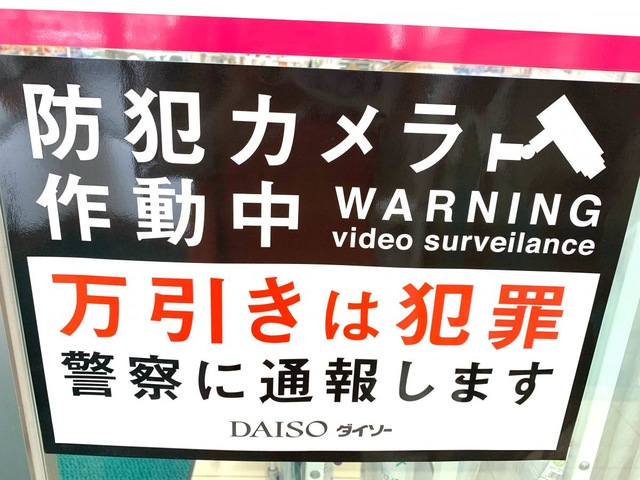 防犯カメラ
作動中 WARNING
video surveilance
万引きは犯罪
警察に通報します
DAISO ダイソー